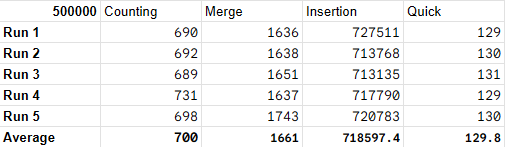 500000 Counting Merge Insertion Quick
Run 1 690 1636 727511 129
Run 2 692 1638 713768 130
Run 3 689 1651 713135 131
Run 4 731 1637 717790 129
Run 5 698 1743 720783 130
Average 700 1661 718597.4 129.8